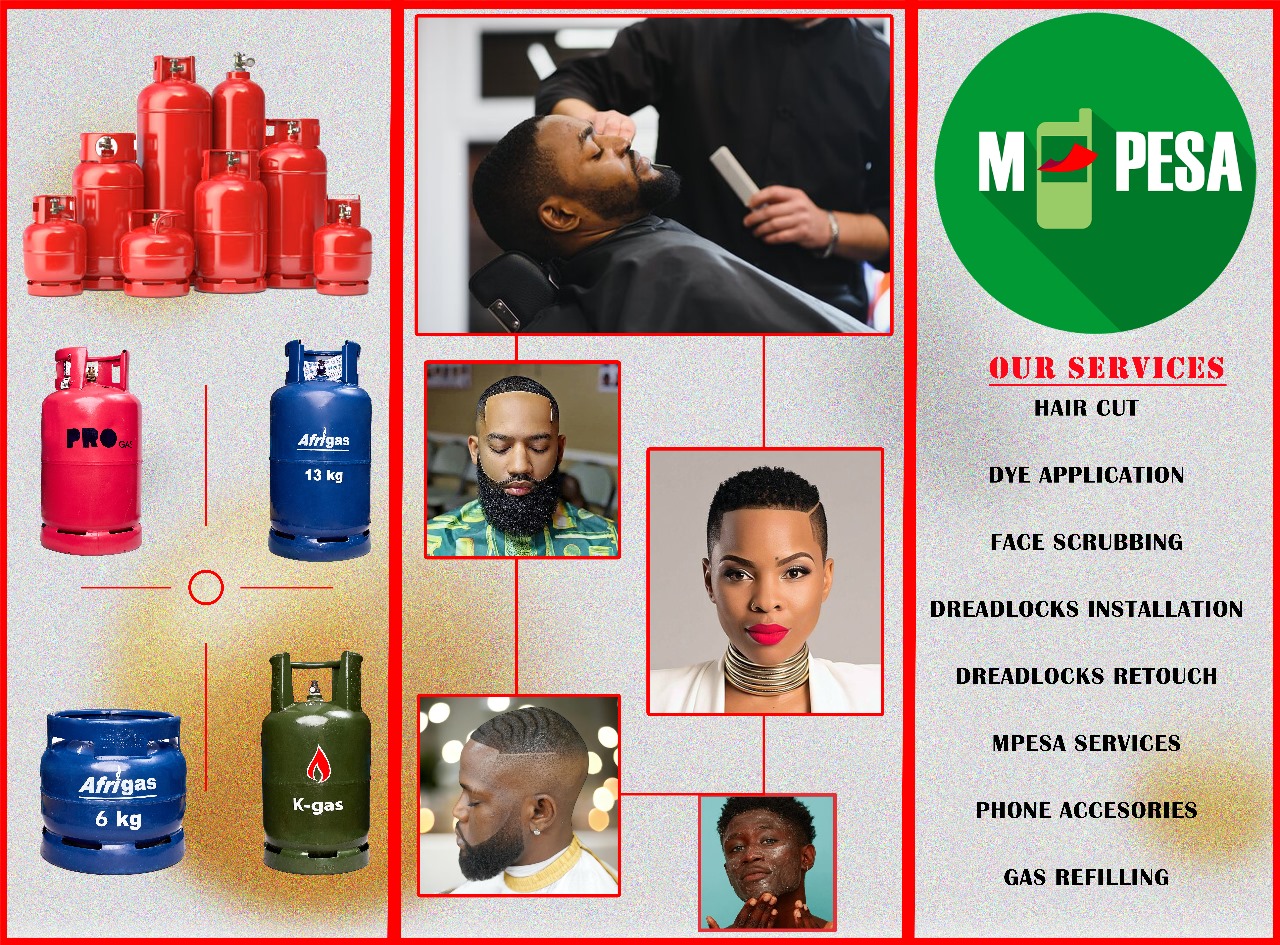 PRO GAS
Afrigas
13 kg
Afrigas
6 kg
K-gas
M PESA
OUR SERVICES
HAIR CUT
DYE APPLICATION
FACE SCRUBBING
DREADLOCKS INSTALLATION
DREADLOCKS RETOUCH
MPESA SERVICES
PHONE ACCESORIES
GAS REFILLING